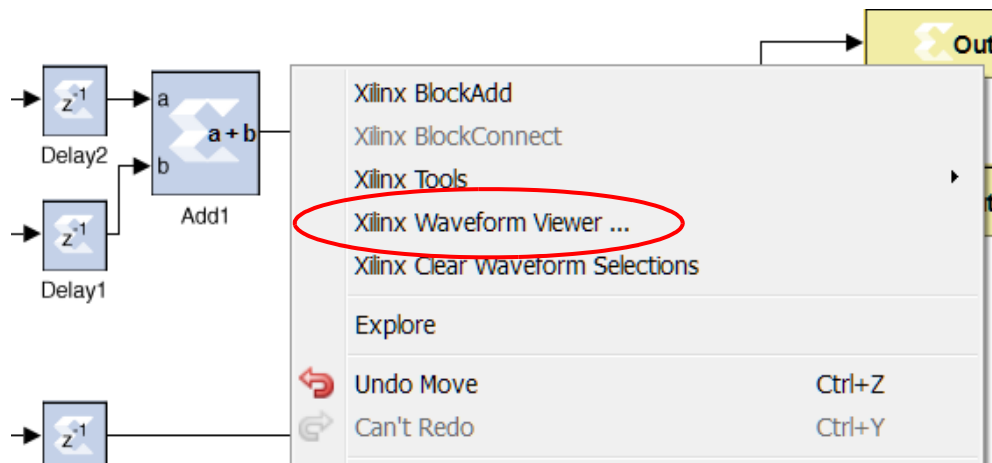 Out
z-1
Delay2
a
b
a + b
Add1
z-1
Delay1
z-1
Xilinx BlockAdd
Xilinx BlockConnect
Xilinx Tools
Xilinx Waveform Viewer ...
Xilinx Clear Waveform Selections
Explore
Undo Move Ctrl+Z
Can't Redo Ctrl+Y